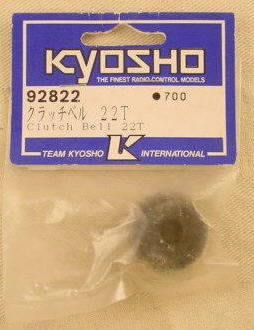 KYOSHO
THE FINEST RADIO-CONTROL MODELS
92822 ●700
クラッチベル 22T
Clutch Bell 22T
TEAM KYOSHO K INTERNATIONAL